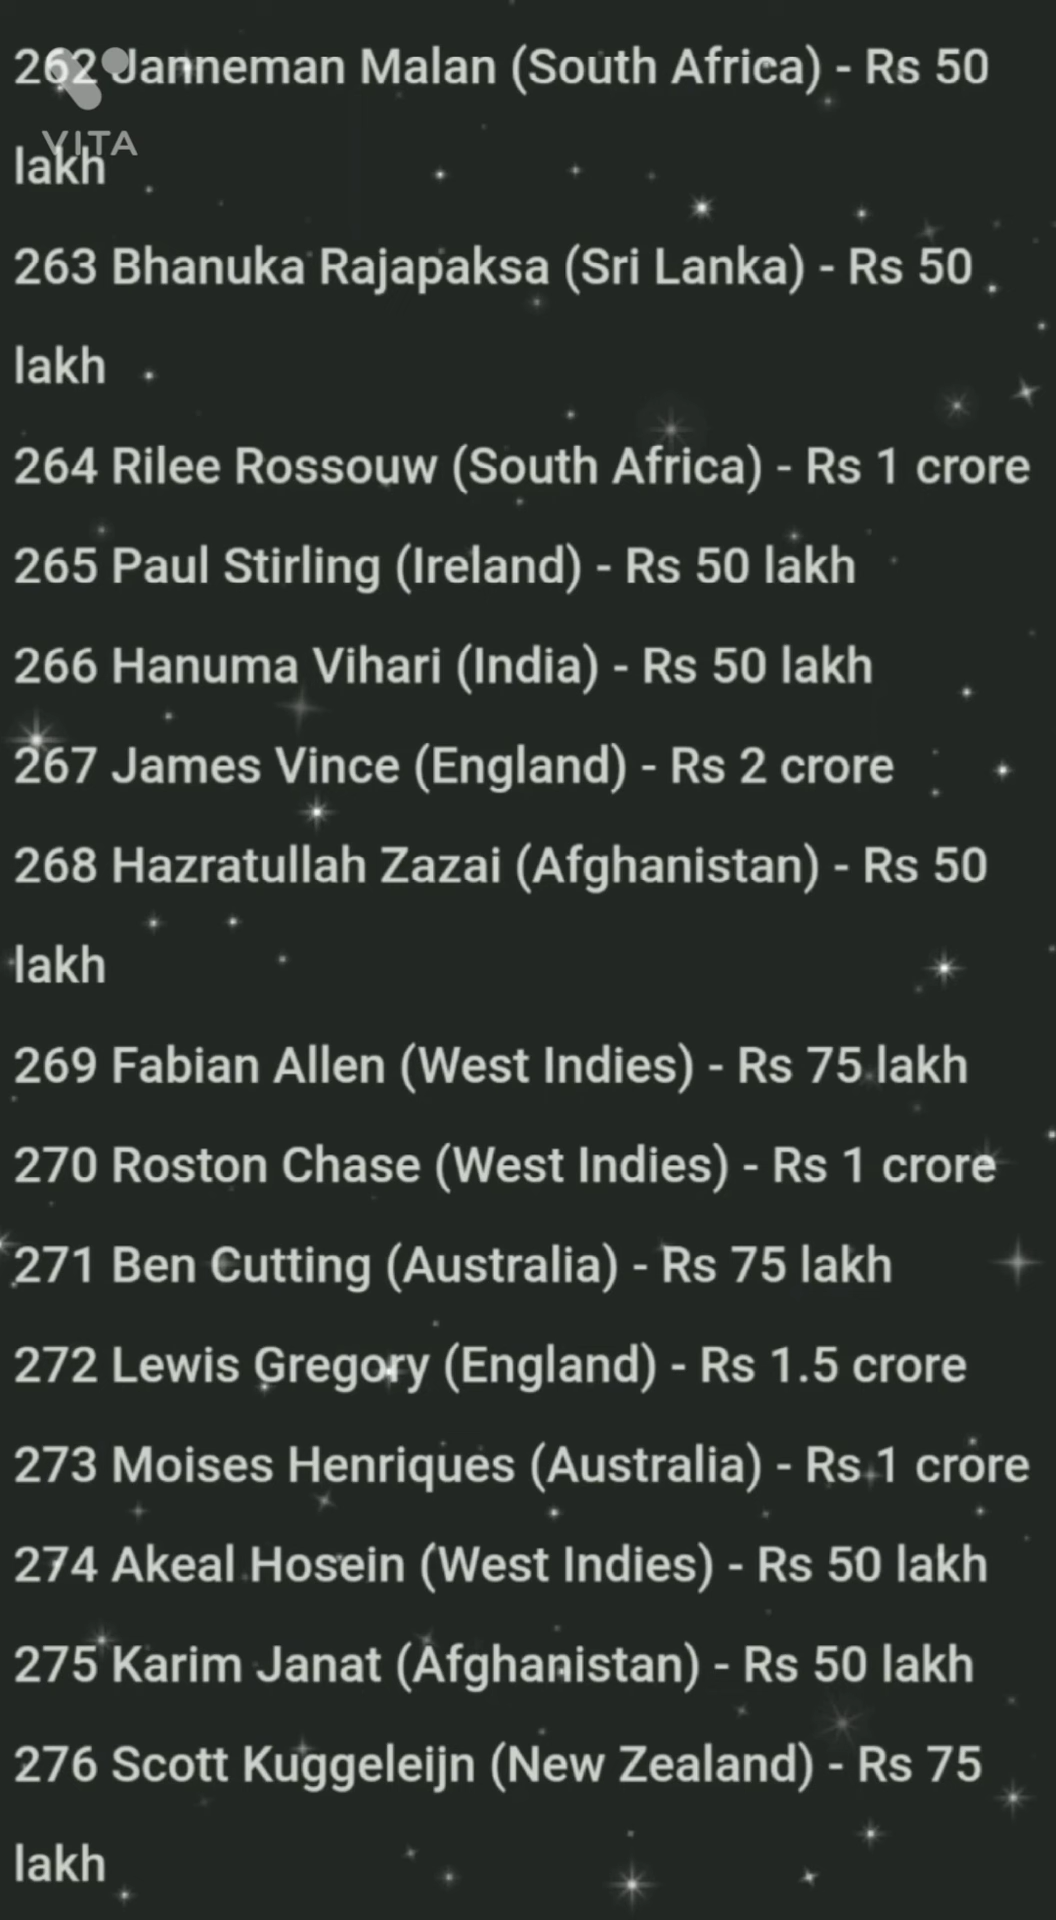 262 Janneman Malan (South Africa) - Rs 50
VITA
lakh
263 Bhanuka Rajapaksa (Sri Lanka) - Rs 50
lakh
264 Rilee Rossouw (South Africa) - Rs 1 crore
265 Paul Stirling (Ireland) - Rs 50 lakh
266 Hanuma Vihari (India) - Rs 50 lakh
267 James Vince (England) - Rs 2 crore
268 Hazratullah Zazai (Afghanistan) - Rs 50
lakh
269 Fabian Allen (West Indies) - Rs 75 lakh
270 Roston Chase (West Indies) - Rs 1 crore
271 Ben Cutting (Australia) - Rs 75 lakh
272 Lewis Gregory (England) - Rs 1.5 crore
273 Moises Henriques (Australia) - Rs 1 crore
274 Akeal Hosein (West Indies) - Rs 50 lakh
275 Karim Janat (Afghanistan) - Rs 50 lakh
276 Scott Kuggeleijn (New Zealand) - Rs 75
lakh